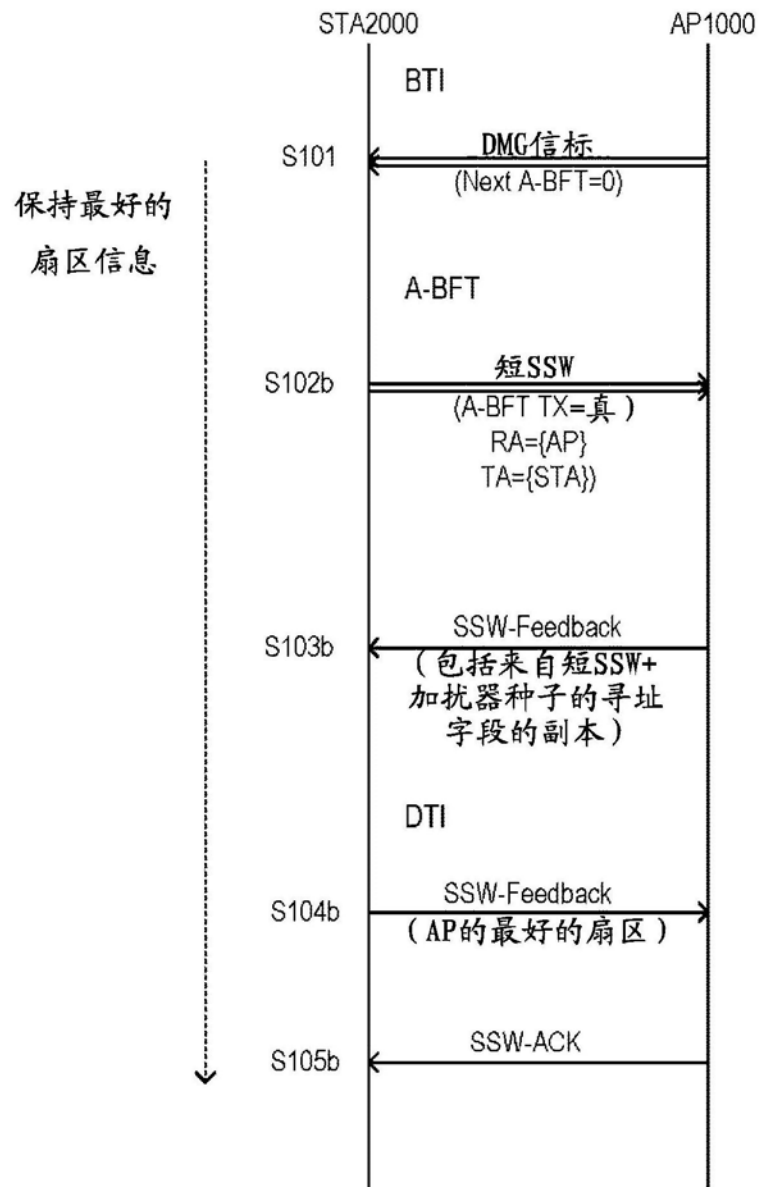 STA2000 AP1000
BTI
S101 DMG信标
(Next A-BFT=0)
保持最好的
扇区信息
A-BFT
S102b 短SSW
(A-BFT TX=真)
RA={AP}
TA={STA})
S103b SSW-Feedback
(包括来自短SSW+
加扰器种子的寻址
字段的副本)
DTI
S104b SSW-Feedback
(AP的最好的扇区)
S105b SSW-ACK